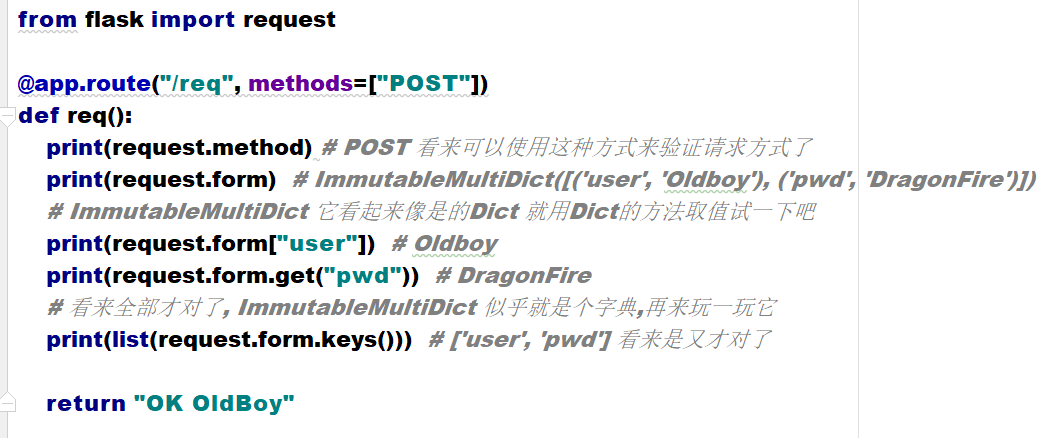 from flask import request
@app.route("/req", methods=["POST"])
def req():
print(request.method) # POST 看来可以使用这种方式来验证请求方式了
print(request.form) # ImmutableMultiDict([('user', 'Oldboy'), ('pwd', 'DragonFire')])
# ImmutableMultiDict 它看起来像是的Dict 就用Dict的方法取值试一下吧
print(request.form["user"]) # Oldboy
print(request.form.get("pwd")) # DragonFire
# 看来全部才对了, ImmutableMultiDict 似乎就是个字典,再来玩一玩它
print(list(request.form.keys())) # ['user', 'pwd'] 看来是又才对了
return "OK OldBoy"